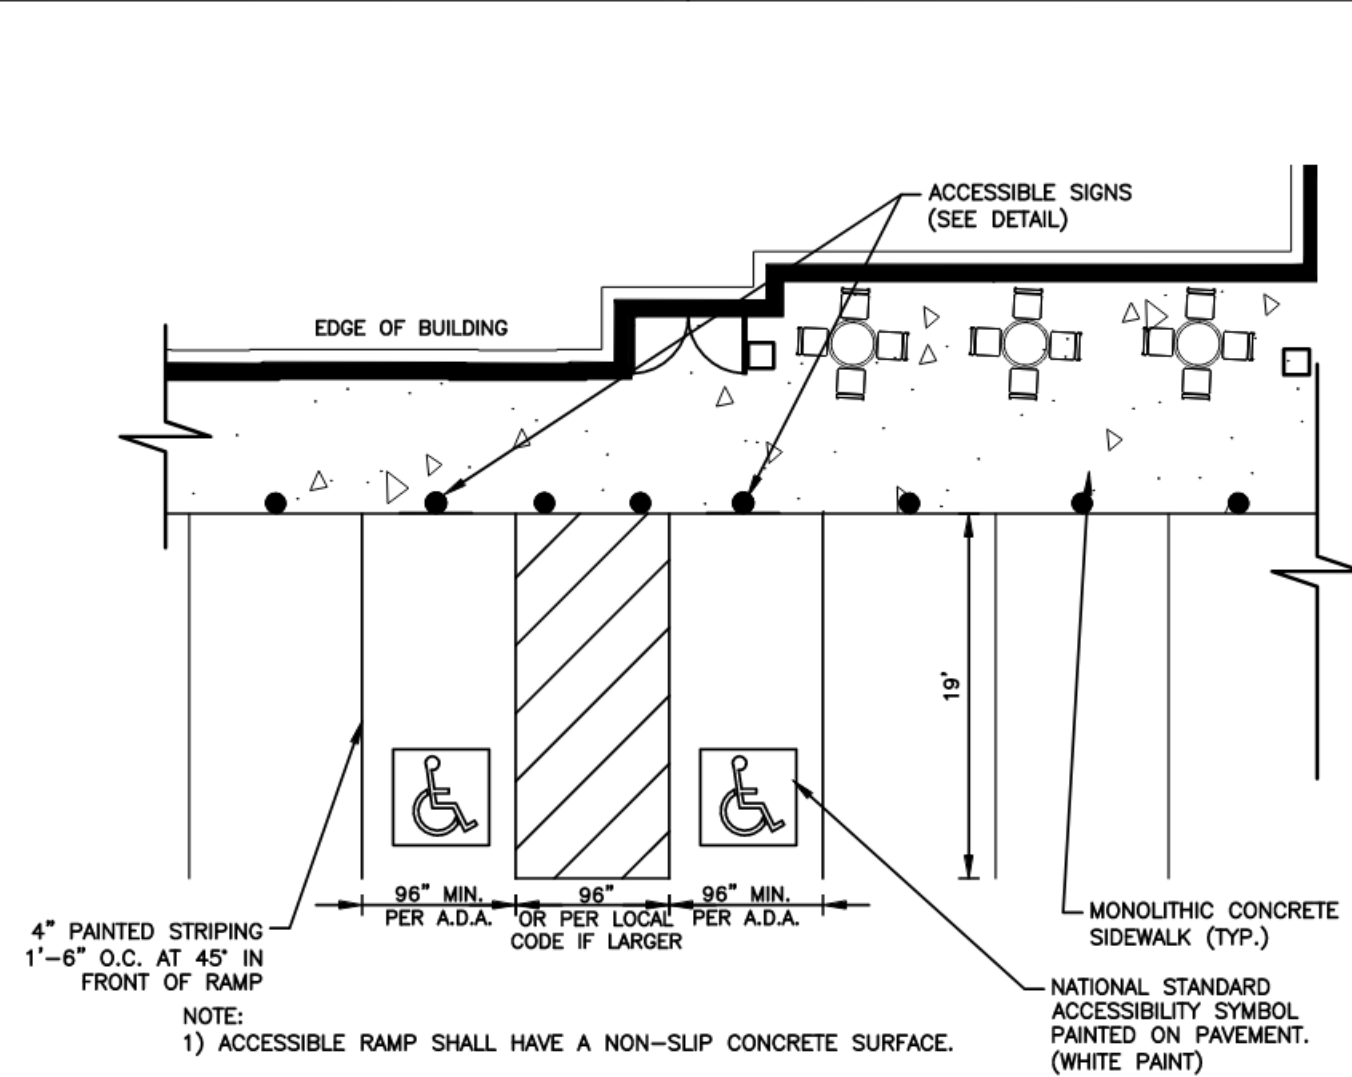 ACCESSIBLE SIGNS
(SEE DETAIL)
EDGE OF BUILDING
19'
96" MIN.
PER A.D.A.
96"
OR PER LOCAL
CODE IF LARGER
96" MIN.
PER A.D.A.
4" PAINTED STRIPING
1'-6" O.C. AT 45° IN
FRONT OF RAMP
MONOLITHIC CONCRETE
SIDEWALK (TYP.)
NATIONAL STANDARD
ACCESSIBILITY SYMBOL
PAINTED ON PAVEMENT.
(WHITE PAINT)
NOTE:
1) ACCESSIBLE RAMP SHALL HAVE A NON-SLIP CONCRETE SURFACE.